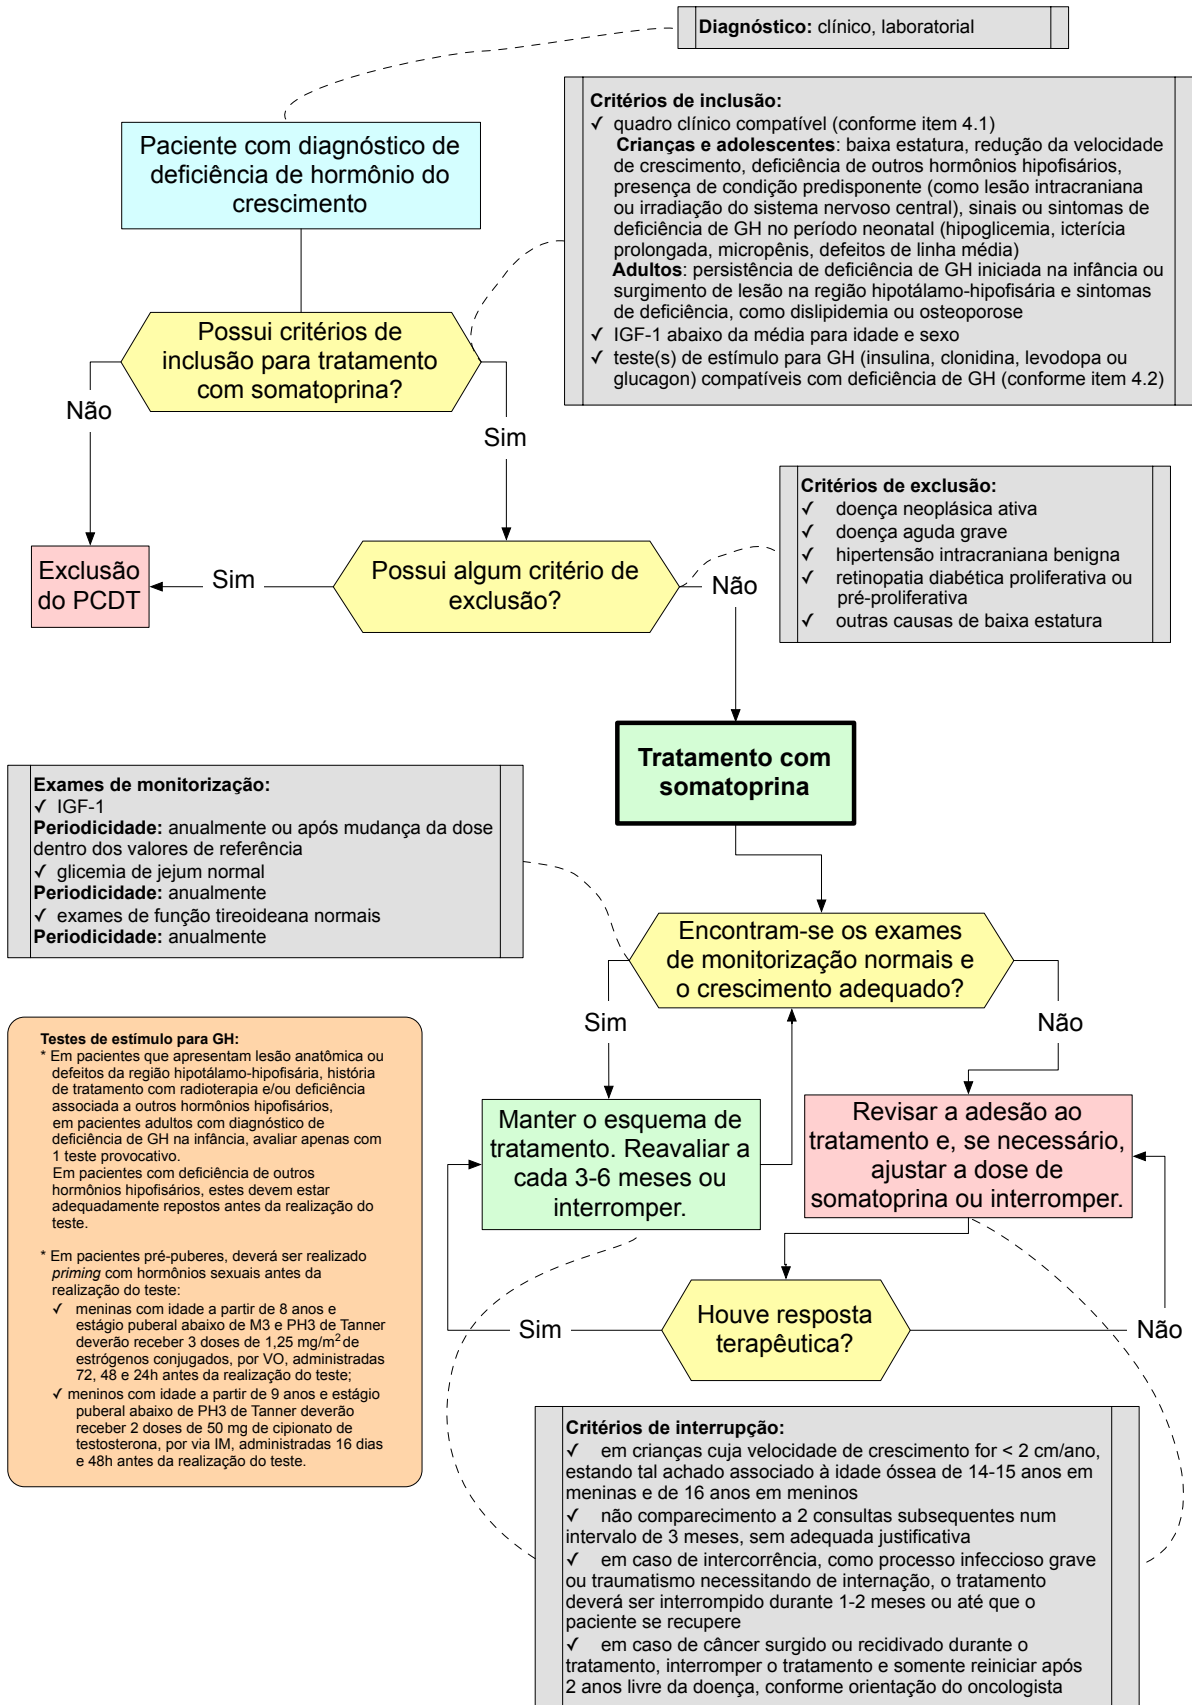 Diagnóstico: clínico, laboratorial
Paciente com diagnóstico de
deficiência de hormônio do
crescimento
Critérios de inclusão:
✓ quadro clínico compatível (conforme item 4.1)
Crianças e adolescentes: baixa estatura, redução da velocidade
de crescimento, deficiência de outros hormônios hipofisários,
presença de condição predisponente (como lesão intracraniana
ou irradiação do sistema nervoso central), sinais ou sintomas de
deficiência de GH no período neonatal (hipoglicemia, icterícia
prolongada, micropênis, defeitos de linha média)
Adultos: persistência de deficiência de GH iniciada na infância ou
surgimento de lesão na região hipotálamo-hipofisária e sintomas
de deficiência, como dislipidemia ou osteoporose
✓ IGF-1 abaixo da média para idade e sexo
✓ teste(s) de estímulo para GH (insulina, clonidina, levodopa ou
glucagon) compatíveis com deficiência de GH (conforme item 4.2)
Possui critérios de
inclusão para tratamento
com somatoprina?
Não
Sim
Critérios de exclusão:
✓ doença neoplásica ativa
✓ doença aguda grave
✓ hipertensão intracraniana benigna
✓ retinopatia diabética proliferativa ou
pré-proliferativa
✓ outras causas de baixa estatura
Exclusão
do PCDT
Sim
Possui algum critério de
exclusão?
Não
Tratamento com
somatoprina
Exames de monitorização:
✓ IGF-1
Periodicidade: anualmente ou após mudança da dose
dentro dos valores de referência
✓ glicemia de jejum normal
Periodicidade: anualmente
✓ exames de função tireoideana normais
Periodicidade: anualmente
Encontram-se os exames
de monitorização normais e
o crescimento adequado?
Sim
Não
Testes de estímulo para GH:
* Em pacientes que apresentam lesão anatômica ou
defeitos da região hipotálamo-hipofisária, história
de tratamento com radioterapia e/ou deficiência
associada a outros hormônios hipofisários,
em pacientes adultos com diagnóstico de
deficiência de GH na infância, avaliar apenas com
1 teste provocativo.
Em pacientes com deficiência de outros
hormônios hipofisários, estes devem estar
adequadamente repostos antes da realização do
teste.
* Em pacientes pré-puberes, deverá ser realizado
priming com hormônios sexuais antes da
realização do teste:
✓ meninas com idade a partir de 8 anos e
estágio puberal abaixo de M3 e PH3 de Tanner
deverão receber 3 doses de 1,25 mg/m² de
estrógenos conjugados, por VO, administradas
72, 48 e 24h antes da realização do teste;
✓ meninos com idade a partir de 9 anos e estágio
puberal abaixo de PH3 de Tanner deverão
receber 2 doses de 50 mg de cipionato de
testosterona, por via IM, administradas 16 dias
e 48h antes da realização do teste.
Manter o esquema de
tratamento. Reavaliar a
cada 3-6 meses ou
interromper.
Revisar a adesão ao
tratamento e, se necessário,
ajustar a dose de
somatoprina ou interromper.
Sim
Houve resposta
terapêutica?
Não
Critérios de interrupção:
✓ em crianças cuja velocidade de crescimento for < 2 cm/ano,
estando tal achado associado à idade óssea de 14-15 anos em
meninas e de 16 anos em meninos
✓ não comparecimento a 2 consultas subsequentes num
intervalo de 3 meses, sem adequada justificativa
✓ em caso de intercorrência, como processo infeccioso grave
ou traumatismo necessitando de internação, o tratamento
deverá ser interrompido durante 1-2 meses ou até que o
paciente se recupere
✓ em caso de câncer surgido ou recidivado durante o
tratamento, interromper o tratamento e somente reiniciar após
2 anos livre da doença, conforme orientação do oncologista